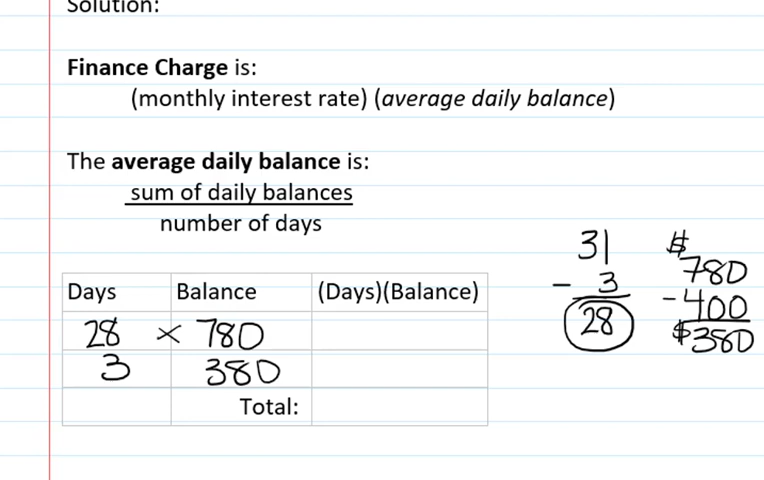 Solution:
Finance Charge is:
(monthly interest rate) (average daily balance)
The average daily balance is:
sum of daily balances
number of days
Days Balance (Days)(Balance)
28 × 780
3 380
Total:
31
- 3
28
$
780
- 400
$380